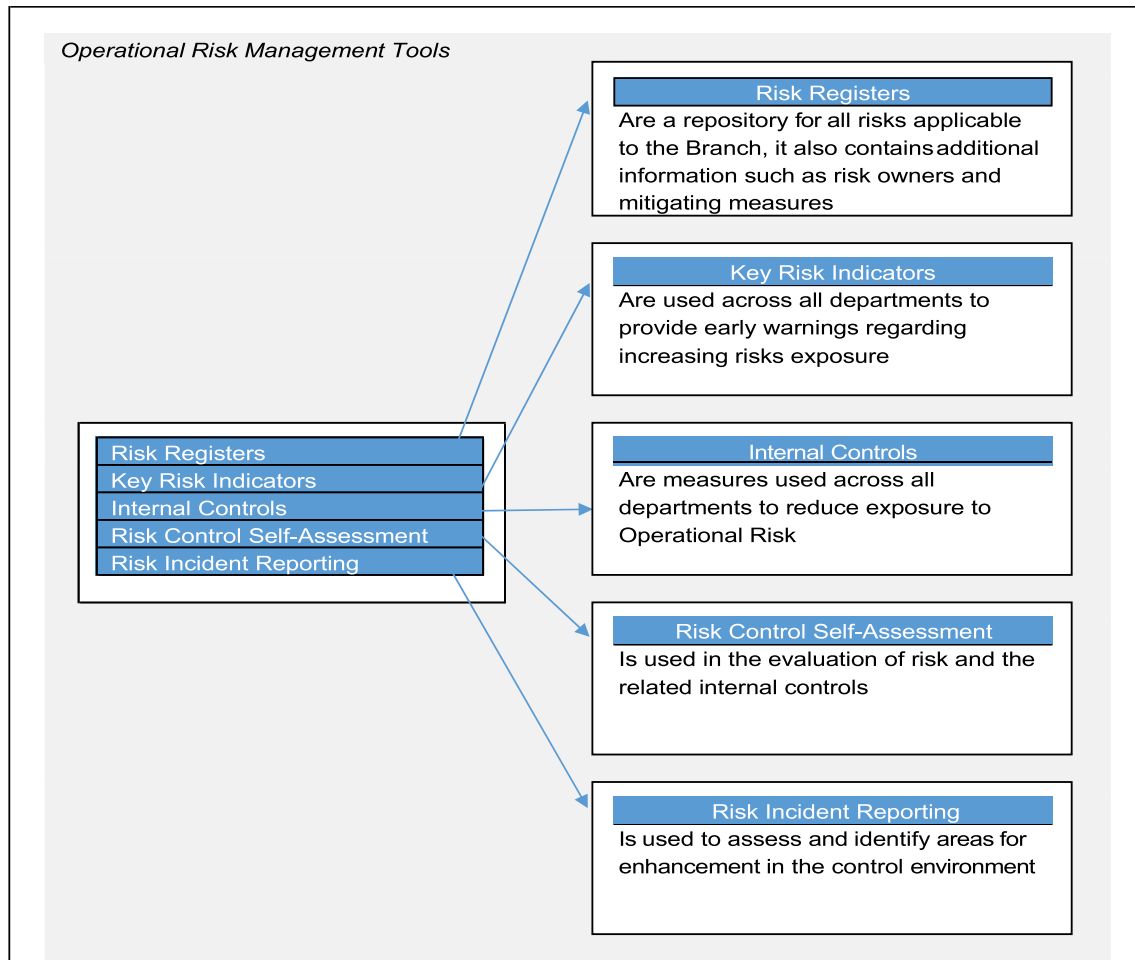 Operational Risk Management Tools
Risk Registers
Are a repository for all risks applicable
to the Branch, it also contains additional
information such as risk owners and
mitigating measures
Key Risk Indicators
Are used across all departments to
provide early warnings regarding
increasing risks exposure
Risk Registers
Key Risk Indicators
Internal Controls
Risk Control Self-Assessment
Risk Incident Reporting
Internal Controls
Are measures used across all
departments to reduce exposure to
Operational Risk
Risk Control Self-Assessment
Is used in the evaluation of risk and the
related internal controls
Risk Incident Reporting
Is used to assess and identify areas for
enhancement in the control environment